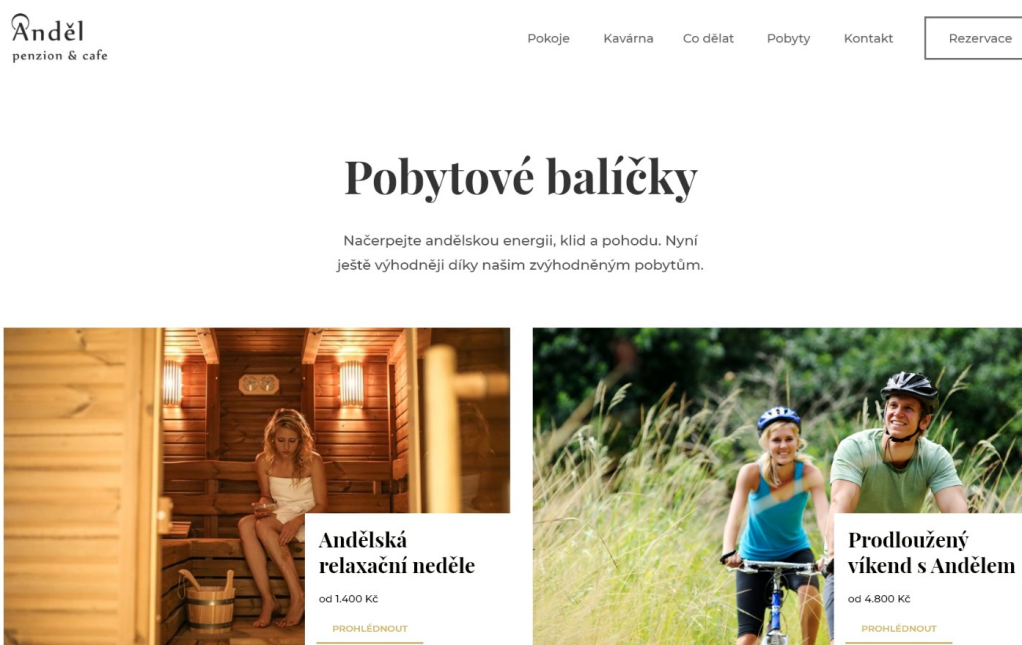 Anděl
penzion & cafe
Pokoje Kavárna Co dělat Pobyty Kontakt Rezervace
Pobytové balíčky
Načerpejte andělskou energii, klid a pohodu. Nyní
ještě výhodněji díky našim zvýhodněným pobytům.
Andělská
relaxační neděle
od 1.400 Kč
PROHLÉDNOUT
Prodloužený
víkend s Andělem
od 4.800 Kč
PROHLÉDNOUT